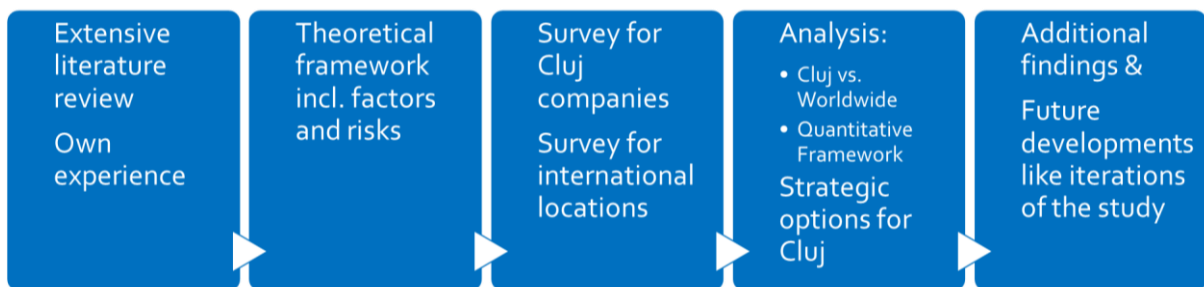 Extensive
literature
review
Own
experience
Theoretical
framework
incl. factors
and risks
Survey for
Cluj
companies
Survey for
international
locations
Analysis:
• Cluj vs.
Worldwide
• Quantitative
Framework
Strategic
options for
Cluj
Additional
findings &
Future
developments
like iterations
of the study